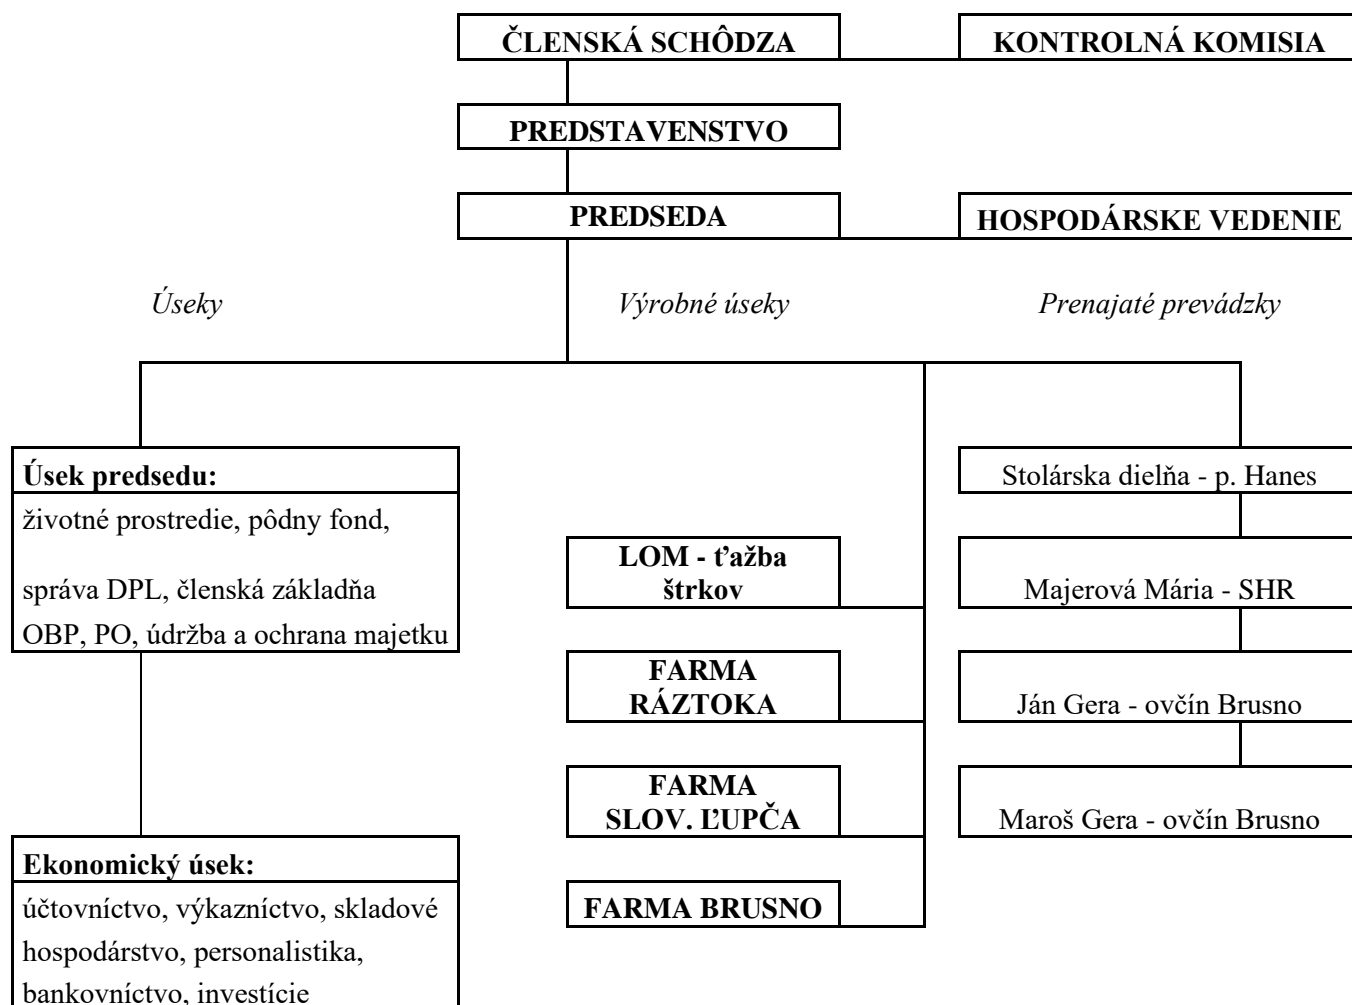 ČLENSKÁ SCHÔDZA
KONTROLNÁ KOMISIA
PREDSTAVENSTVO
PREDSEDA
HOSPODÁRSKE VEDENIE
Úseky
Výrobné úseky
Prenajaté prevádzky
Úsek predsedu:
životné prostredie, pôdny fond,
správa DPL, členská základňa
OBP, PO, údržba a ochrana majetku
Ekonomický úsek:
účtovníctvo, výkazníctvo, skladové
hospodárstvo, personalistika,
bankovníctvo, investície
LOM - ťažba
štrkov
FARMA
RÁZTOKA
FARMA
SLOV. ĽUPČA
FARMA BRUSNO
Stolárska dielňa - p. Hanes
Majerová Mária - SHR
Ján Gera - ovčín Brusno
Maroš Gera - ovčín Brusno